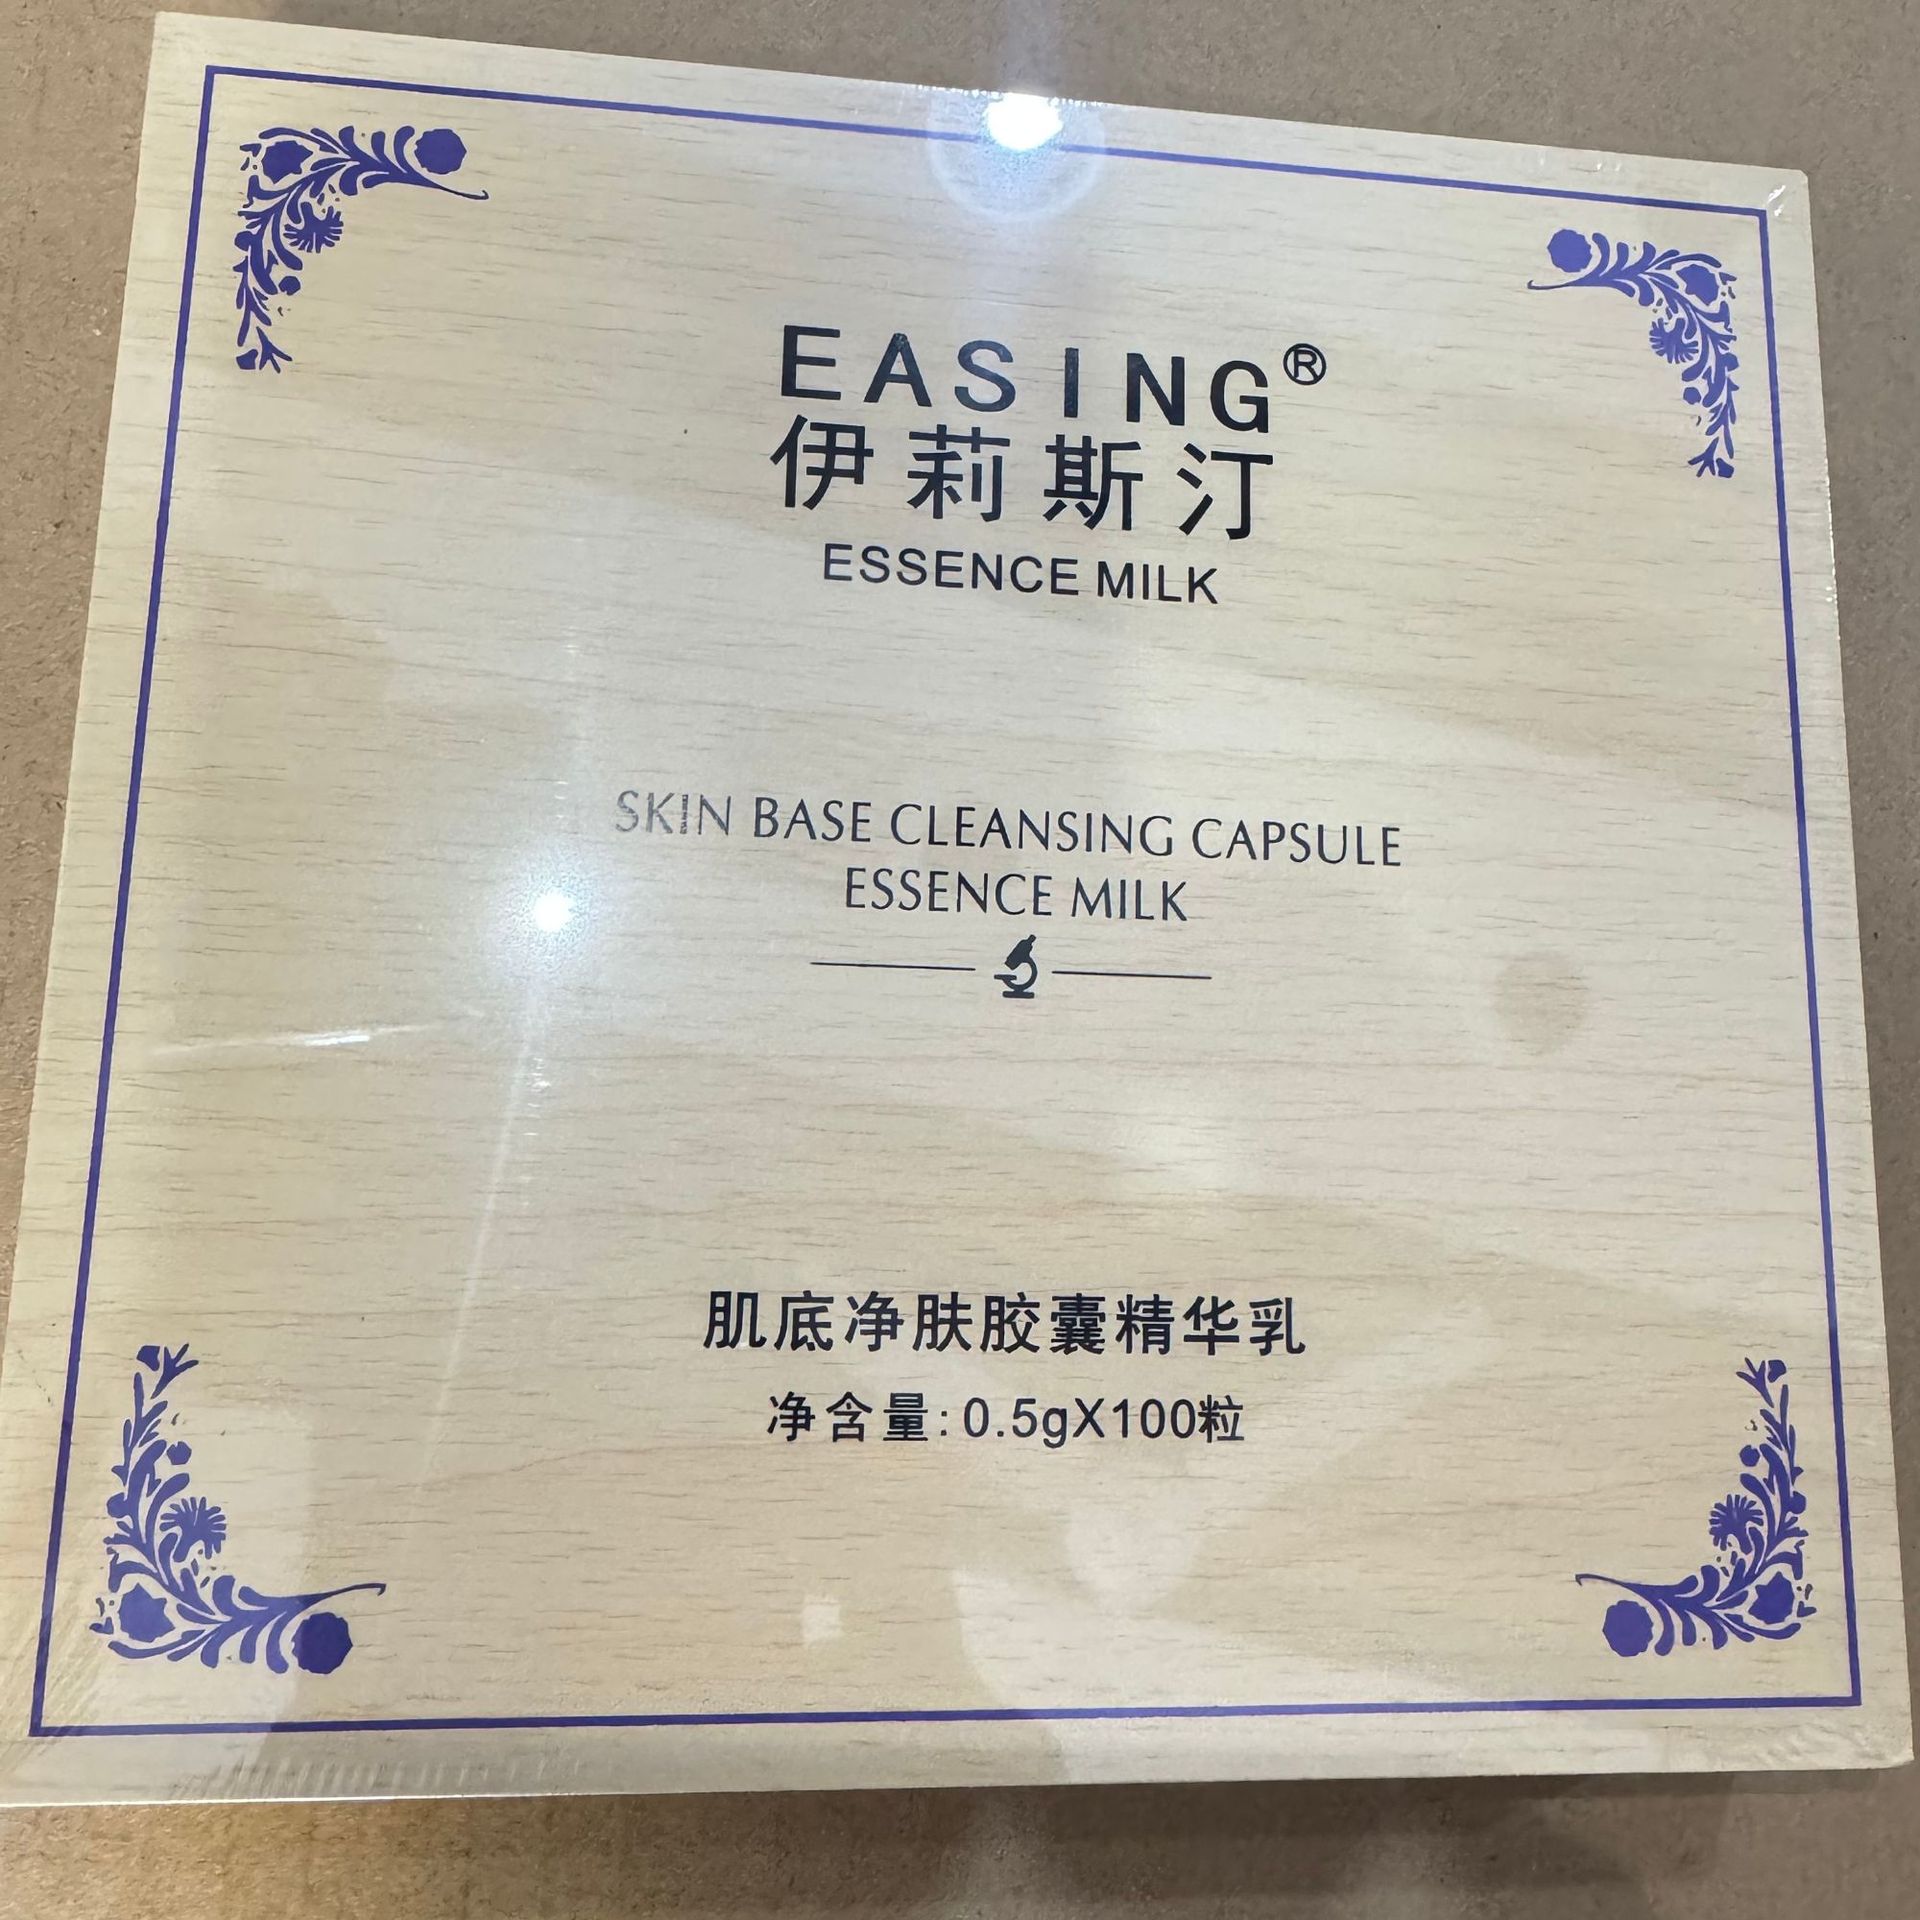 EASING®
伊莉斯汀
ESSENCE MILK
SKIN BASE CLEANSING CAPSULE
ESSENCE MILK
肌底净肤胶囊精华乳
净含量:0.5gX100粒